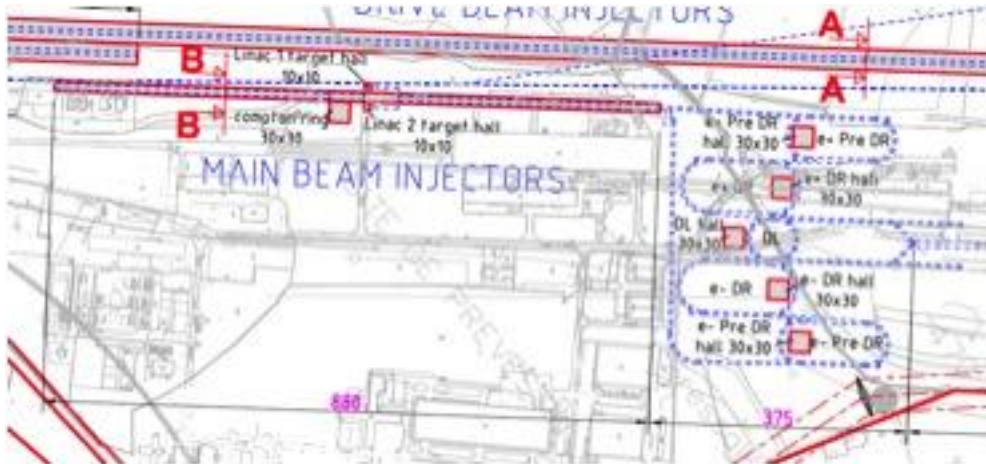 DRIVE BEAM INJECTORS
A
B
Linac 1 target hall
10x10
A
B
compton ring
30x30
Linac 2 target hall
10x10
MAIN BEAM INJECTORS
e+ Pre DR
hall 30x30
e+ Pre DR
e+ DR hall
30x30
DL hall
30x30
DL
e- DR
e- DR hall
30x30
e- Pre DR
hall 30x30
e- Pre DR
880
375